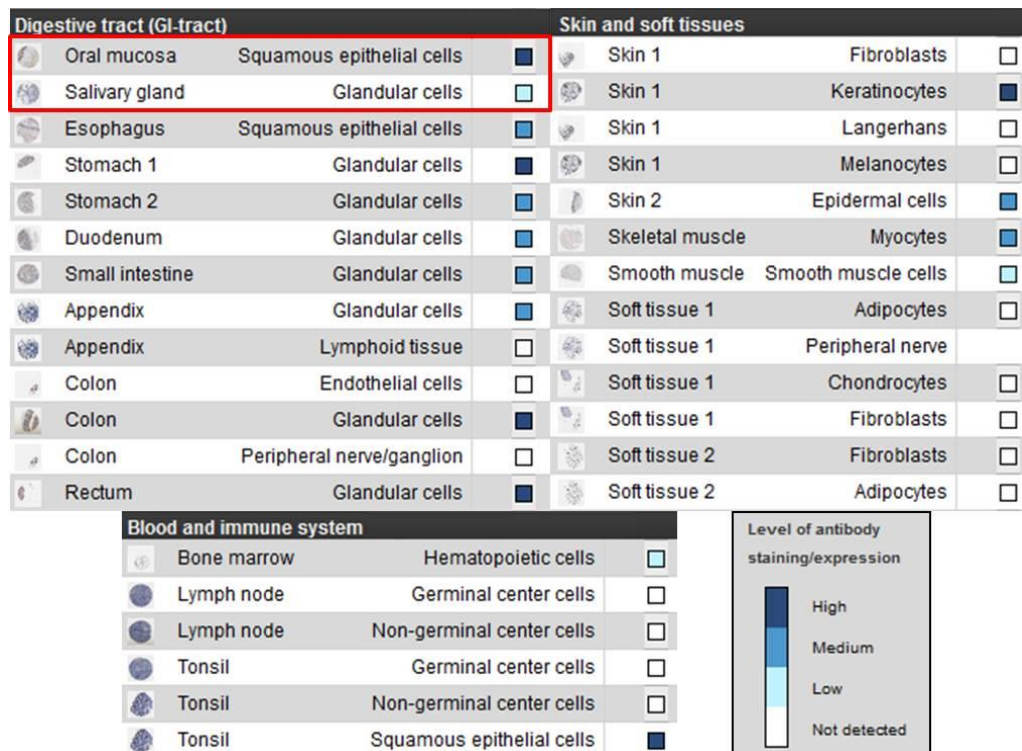 Digestive tract (GI-tract)
Oral mucosa Squamous epithelial cells
Salivary gland Glandular cells
Esophagus Squamous epithelial cells
Stomach 1 Glandular cells
Stomach 2 Glandular cells
Duodenum Glandular cells
Small intestine Glandular cells
Appendix Glandular cells
Appendix Lymphoid tissue
Colon Endothelial cells
Colon Glandular cells
Colon Peripheral nerve/ganglion
Rectum Glandular cells
Skin and soft tissues
Skin 1 Fibroblasts
Skin 1 Keratinocytes
Skin 1 Langerhans
Skin 1 Melanocytes
Skin 2 Epidermal cells
Skeletal muscle Myocytes
Smooth muscle Smooth muscle cells
Soft tissue 1 Adipocytes
Soft tissue 1 Peripheral nerve
Soft tissue 1 Chondrocytes
Soft tissue 1 Fibroblasts
Soft tissue 2 Fibroblasts
Soft tissue 2 Adipocytes
Blood and immune system
Bone marrow Hematopoietic cells
Lymph node Germinal center cells
Lymph node Non-germinal center cells
Tonsil Germinal center cells
Tonsil Non-germinal center cells
Tonsil Squamous epithelial cells
Level of antibody
staining/expression
High
Medium
Low
Not detected